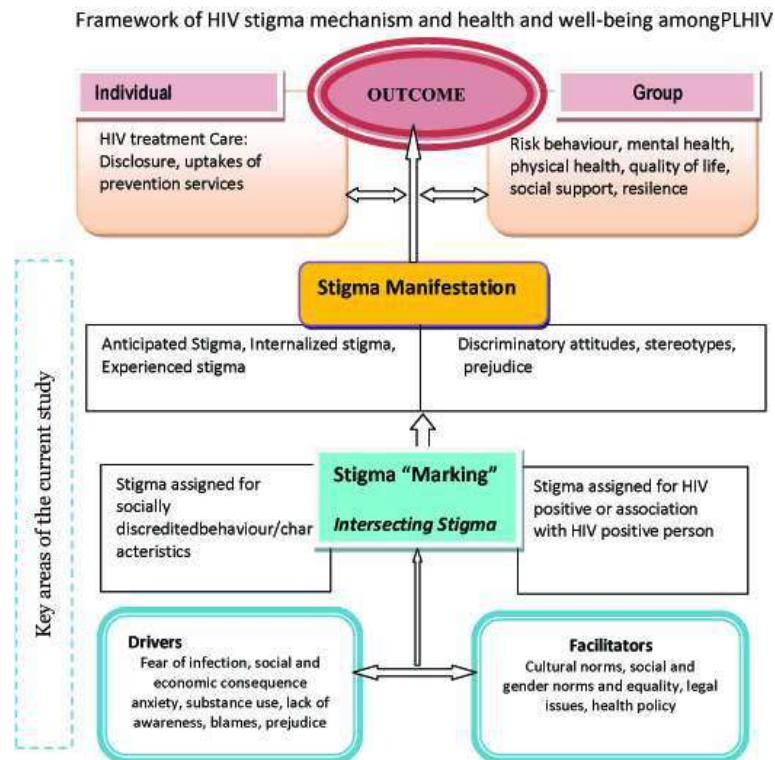 Framework of HIV stigma mechanism and health and well-being amongPLHIV
Individual
OUTCOME
Group
HIV treatment Care:
Disclosure, uptakes of
prevention services
Risk behaviour, mental health,
physical health, quality of life,
social support, resilence
Stigma Manifestation
Anticipated Stigma, Internalized stigma,
Experienced stigma
Discriminatory attitudes, stereotypes,
prejudice
Key areas of the current study
Stigma “Marking”
Intersecting Stigma
Stigma assigned for
socially
discreditedbehaviour/char
acteristics
Stigma assigned for HIV
positive or association
with HIV positive person
Drivers
Fear of infection, social and
economic consequence
anxiety, substance use, lack of
awareness, blames, prejudice
Facilitators
Cultural norms, social and
gender norms and equality, legal
issues, health policy